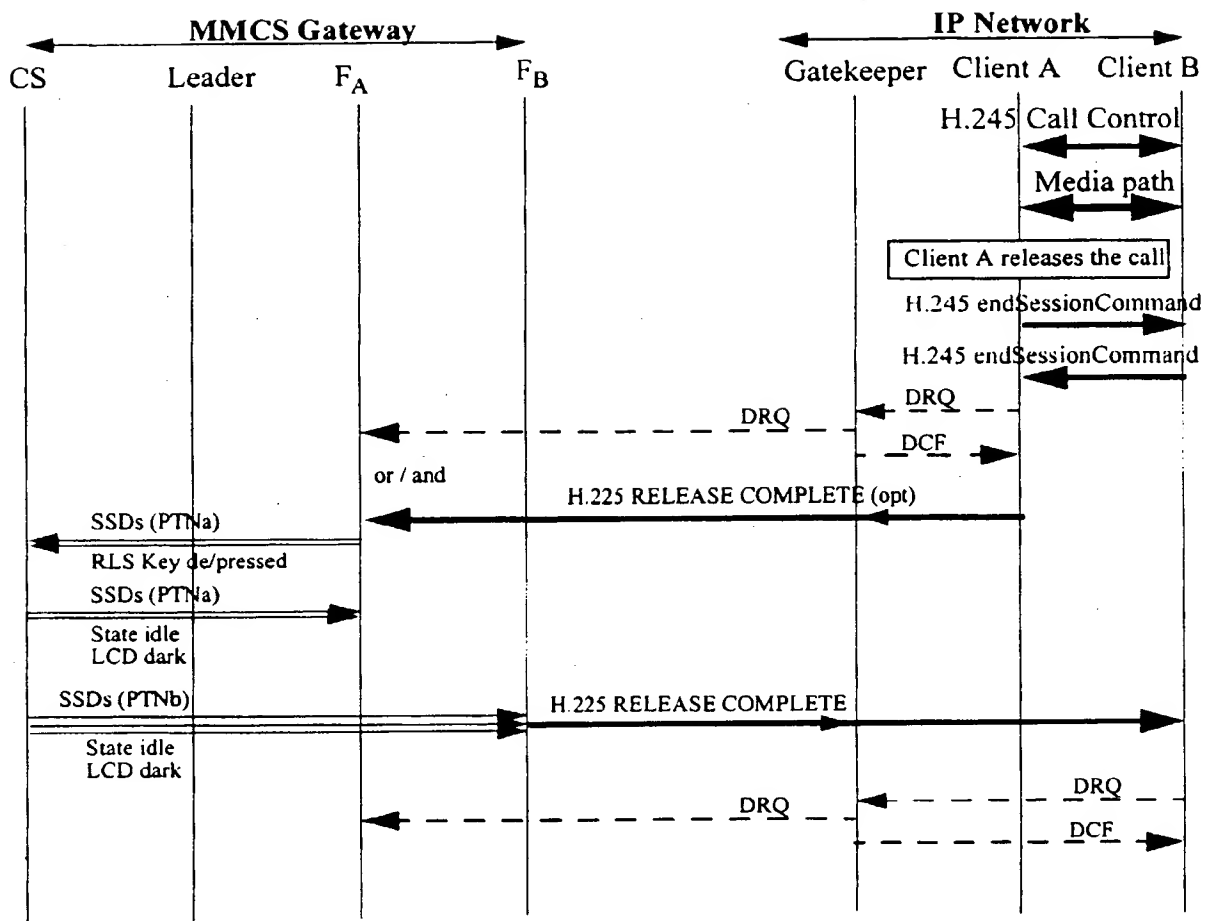 MMCS Gateway
IP Network
CS Leader FA FB Gatekeeper Client A Client B
H.245 Call Control
Media path
Client A releases the call
H.245 endSessionCommand
H.245 endSessionCommand
DRQ
DRQ
DCF
or / and
H.225 RELEASE COMPLETE (opt)
SSDs (PTNa)
RLS Key de/pressed
SSDs (PTNa)
State idle
LCD dark
SSDs (PTNb)
H.225 RELEASE COMPLETE
State idle
LCD dark
DRQ
DRQ
DCF